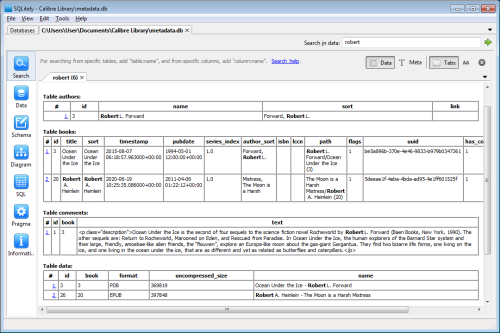 SQLitely - Calibre Library\metadata.db
File View Edit Tools Help
Databases C:\Users\User\Documents\Calibre Library\metadata.db ×
Search in data: robert
For searching from specific tables, add "table:name", and from specific columns, add "column:name". Search help.
Data Meta Tabs Aa
Search
Data
Schema
Diagram
SQL
Pragma
Informati...
robert (6) ×
Table authors:
# id name sort link
1 3 Robert L. Forward Forward, Robert L.
Table books:
# id title sort timestamp pubdate series_index author_sort isbn lccn path flags uuid has_co
1 3 Ocean Under the Ice Ocean Under the Ice 2015-08-07 06:18:57.963000+00:00 1994-05-01 12:00:00+00:00 1.0 Forward, Robert L. Robert L. Forward/Ocean Under the Ice (3) 1 1
2 20 Robert A. Heinlein Robert A. Heinlein 2020-06-19 10:25:35.086000+00:00 2011-04-06 01:22:12+00:00 1.0 Mistress, The Moon is a Harsh The Moon is a Harsh Mistress/Robert A. Heinlein (20) 1 1
Table comments:
# id book text
1 1 3 <p class="description">Ocean Under the Ice is the second of four sequels to the science fiction novel Rocheworld by Robert L. Forward (Baen Books, New York, 1990). The
other sequels are: Return to Rocheworld, Marooned on Eden, and Rescued from Paradise. In Ocean Under the Ice, the human explorers of the Barnard Star system and
their large, friendly, amoebae-like alien friends, the "flouwen", explore an Europa-like moon about the gas-giant Gargantua. They find two bizarre life forms, one living on the
ice, and one living in the ocean under the ice, that are as different and yet as related as butterflies and caterpillars.</p>
Table data:
# id book format uncompressed_size name
1 3 3 PDB 369819 Ocean Under the Ice - Robert L. Forward
2 26 20 EPUB 397848 Robert A. Heinlein - The Moon is a Harsh Mistress